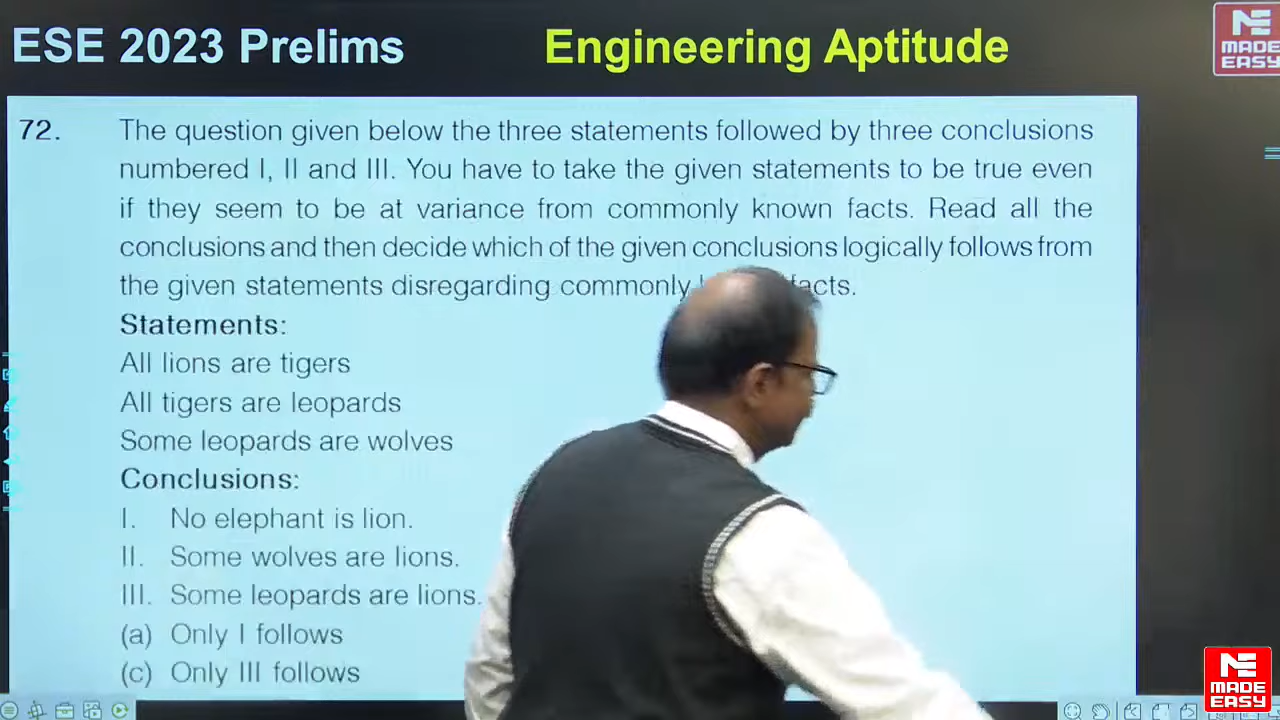 ESE 2023 Prelims Engineering Aptitude
ME
MADE
EASY
72. The question given below the three statements followed by three conclusions
numbered I, II and III. You have to take the given statements to be true even
if they seem to be at variance from commonly known facts. Read all the
conclusions and then decide which of the given conclusions logically follows from
the given statements disregarding commonly facts.
Statements:
All lions are tigers
All tigers are leopards
Some leopards are wolves
Conclusions:
I. No elephant is lion.
II. Some wolves are lions.
III. Some leopards are lions.
(a) Only I follows
(c) Only III follows
ME
MADE
EASY